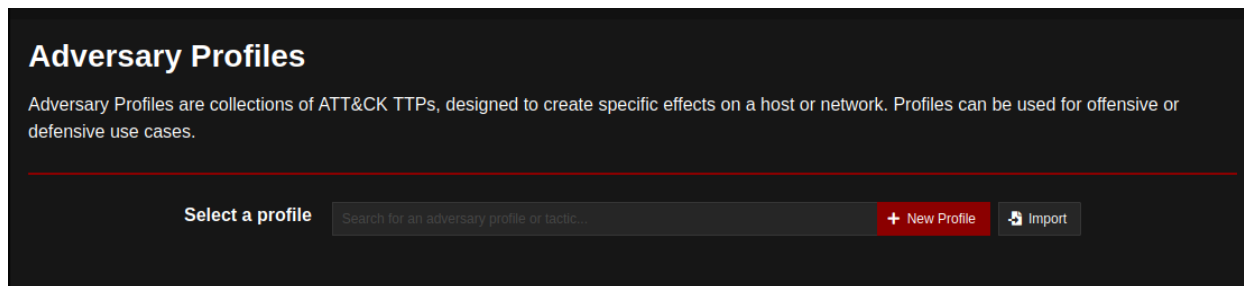 Adversary Profiles
Adversary Profiles are collections of ATT&CK TTPs, designed to create specific effects on a host or network. Profiles can be used for offensive or
defensive use cases.
Select a profile Search for an adversary profile or tactic... New Profile Import